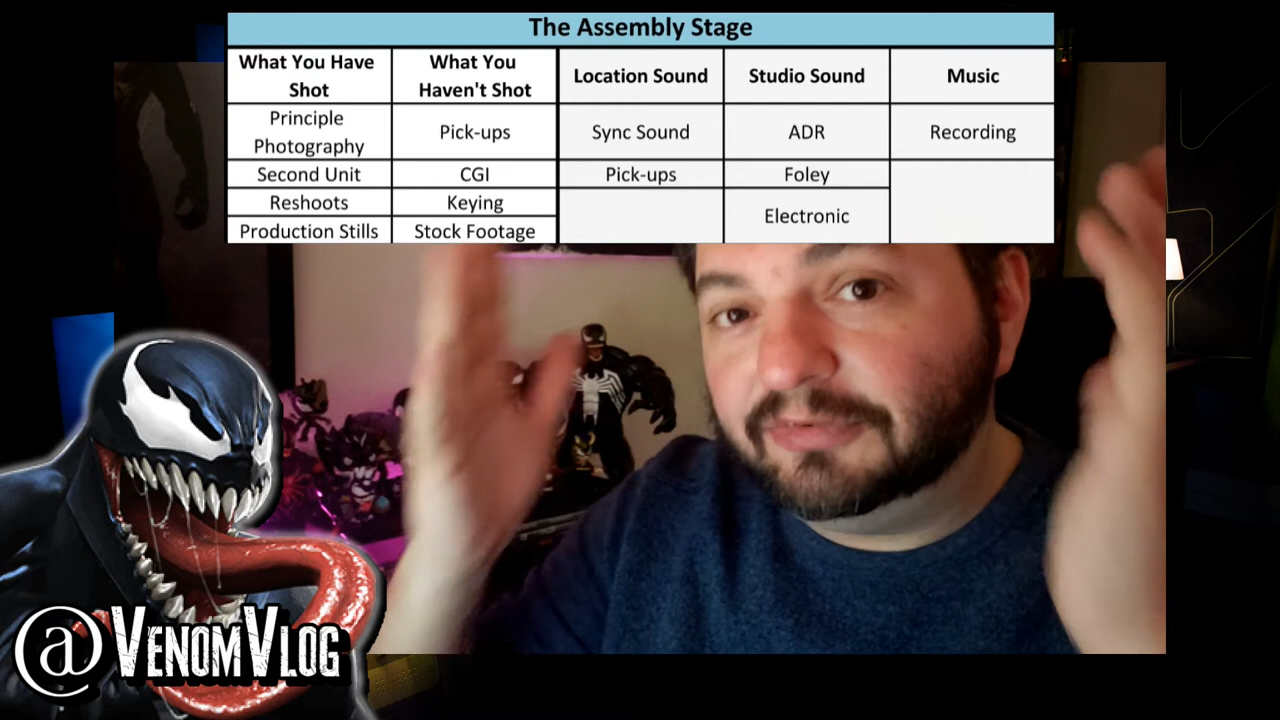 The Assembly Stage
What You Have
Shot
What You
Haven't Shot
Location Sound
Studio Sound
Music
Principle
Photography
Pick-ups
Sync Sound
ADR
Recording
Second Unit
CGI
Pick-ups
Foley
Reshoots
Keying
Electronic
Production Stills
Stock Footage
@VENOMVLOG